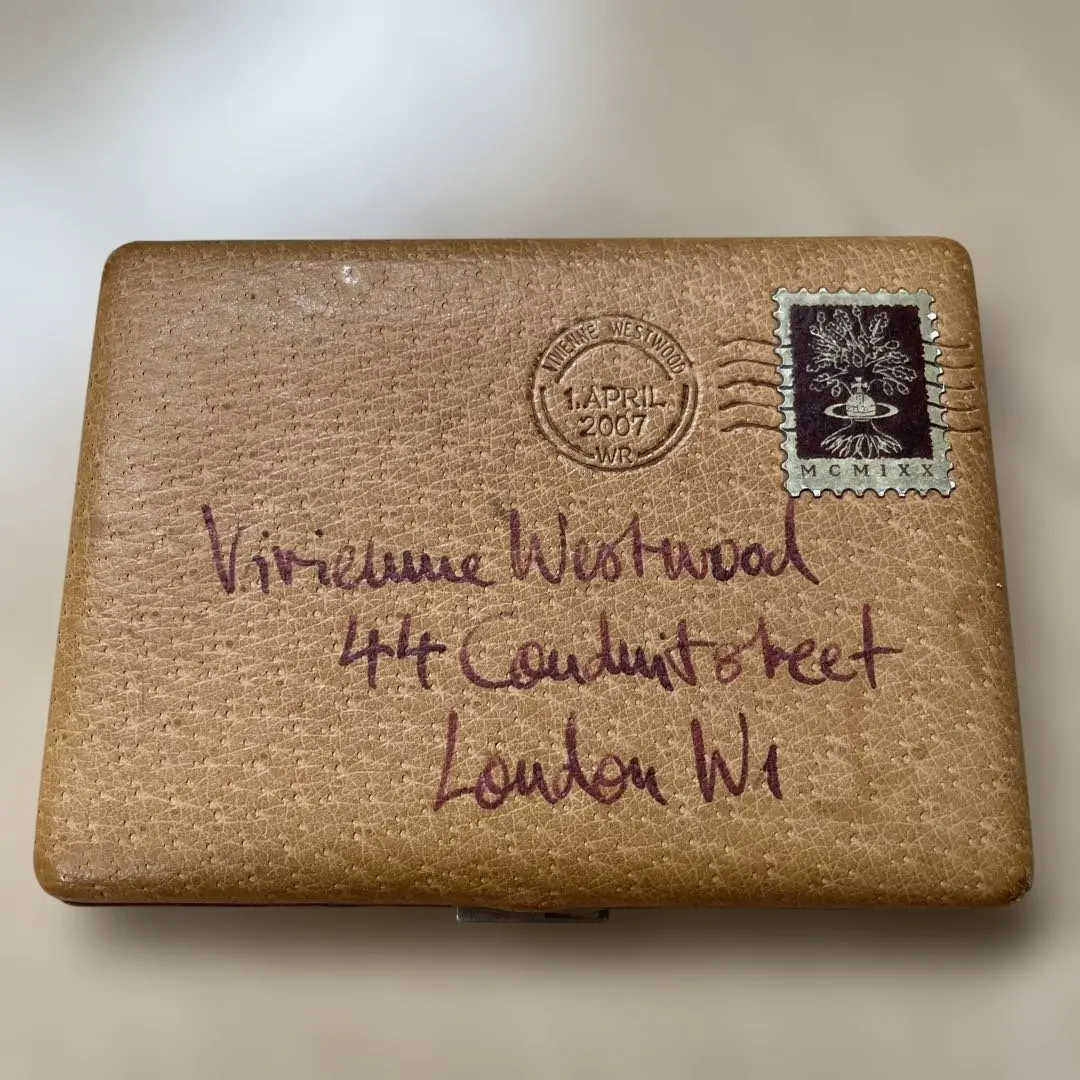 VIVIENNE WESTWOOD
1.APRIL
2007
WR
MCMIXX
Vivienne Westwood
44 Conduit street
London W1